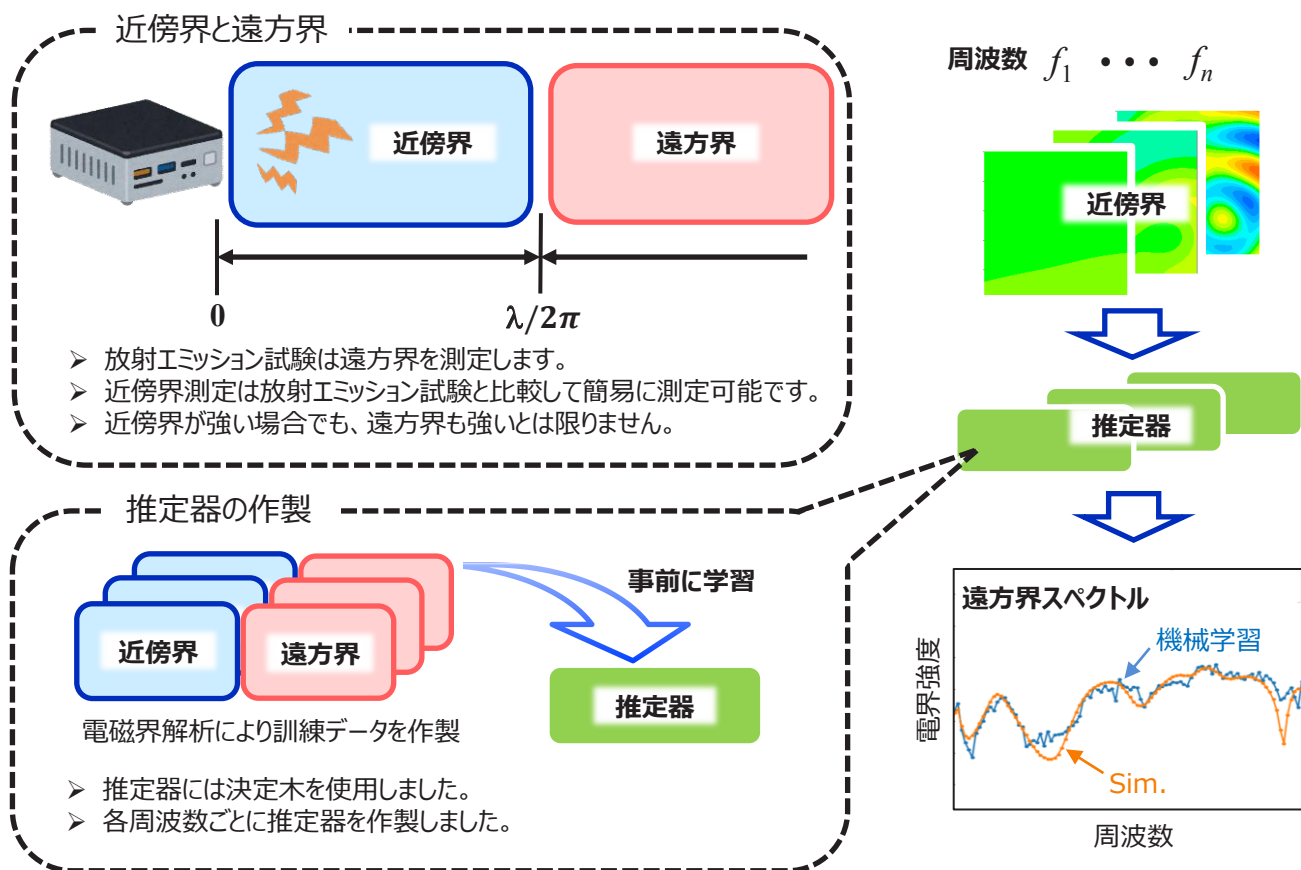 近傍界と遠方界
近傍界
遠方界
0
λ/2π
➢ 放射エミッション試験は遠方界を測定します。
➢ 近傍界測定は放射エミッション試験と比較して簡易に測定可能です。
➢ 近傍界が強い場合でも、遠方界も強いとは限りません。
推定器の作製
近傍界
遠方界
事前に学習
推定器
電磁界解析により訓練データを作製
➢ 推定器には決定木を使用しました。
➢ 各周波数ごとに推定器を作製しました。
周波数 f₁ ・・・ fₙ
近傍界
推定器
遠方界スペクトル
機械学習
Sim.
電界強度
周波数